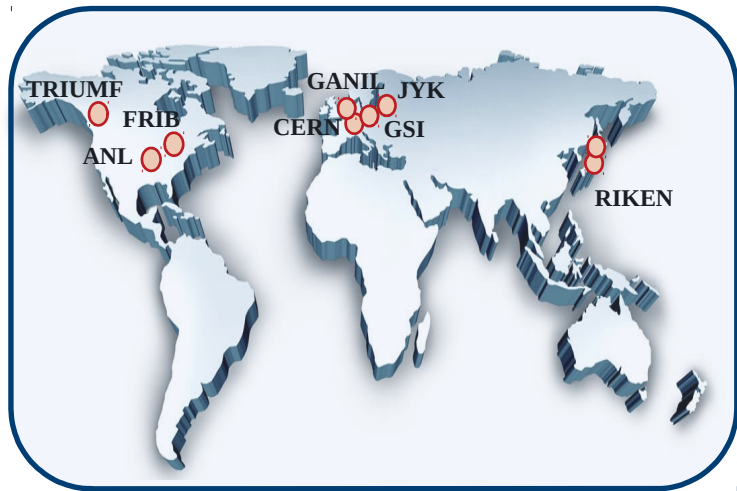 TRIUMF
FRIB
ANL
GANIL
JYK
CERN
GSI
RIKEN